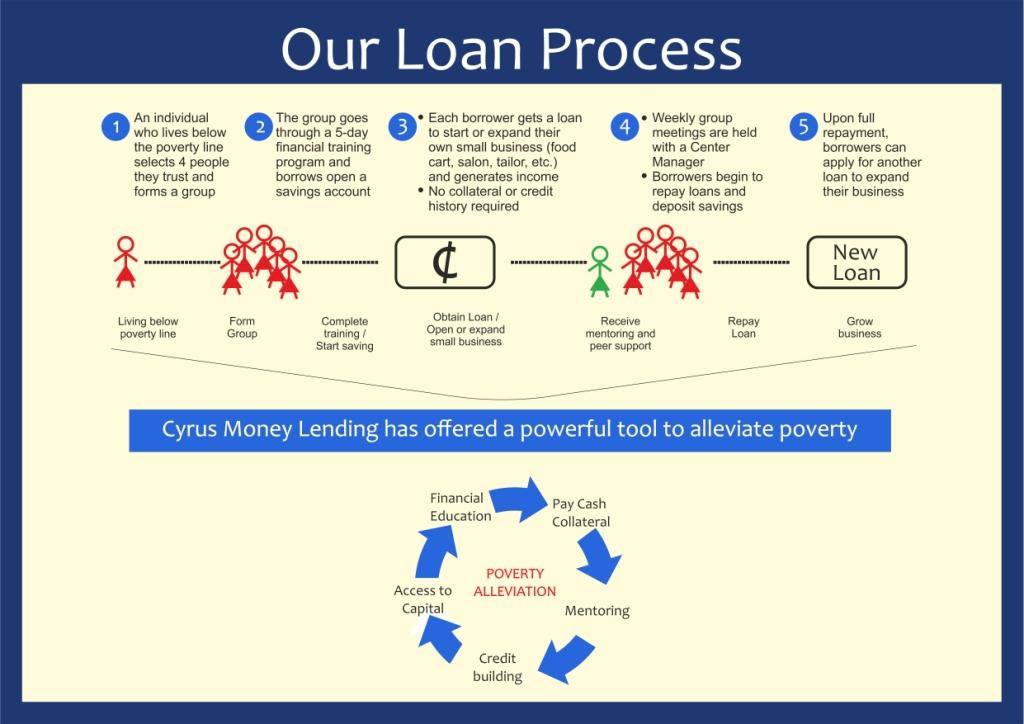 Our Loan Process
1
An individual
who lives below
the poverty line
selects 4 people
they trust and
forms a group
2
The group goes
through a 5-day
financial training
program and
borrows open a
savings account
3
• Each borrower gets a loan
to start or expand their
own small business (food
cart, salon, tailor, etc.)
and generates income
• No collateral or credit
history required
4
• Weekly group
meetings are held
with a Center
Manager
• Borrowers begin to
repay loans and
deposit savings
5
Upon full
repayment,
borrowers can
apply for another
loan to expand
their business
₵
New
Loan
Living below
poverty line
Form
Group
Complete
training /
Start saving
Obtain Loan /
Open or expand
small business
Receive
mentoring and
peer support
Repay
Loan
Grow
business
Cyrus Money Lending has offered a powerful tool to alleviate poverty
Financial
Education
Pay Cash
Collateral
Mentoring
Credit
building
Access to
Capital
POVERTY
ALLEVIATION